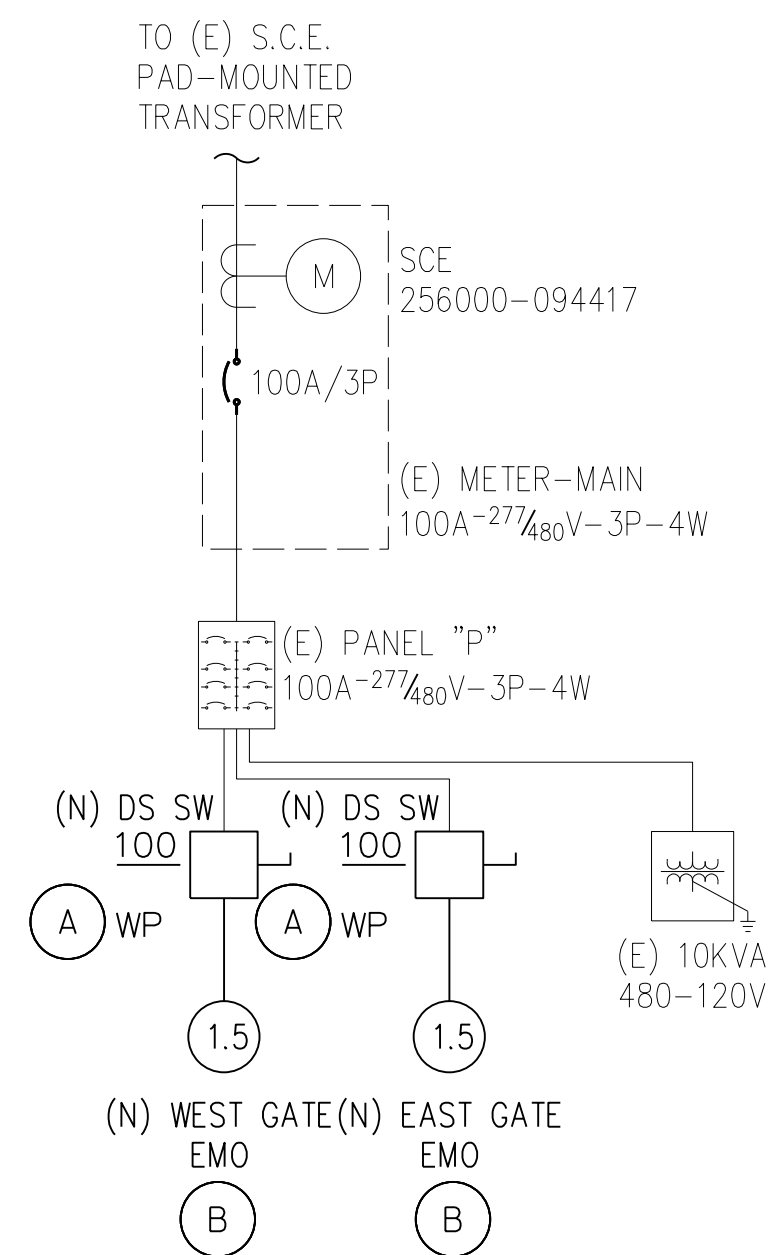 TO (E) S.C.E.
PAD-MOUNTED
TRANSFORMER
M
SCE
256000-094417
100A/3P
(E) METER-MAIN
100A-277/480V-3P-4W
(E) PANEL "P"
100A-277/480V-3P-4W
(N) DS SW
100
A
WP
(N) DS SW
100
A
WP
(E) 10KVA
480-120V
1.5
1.5
(N) WEST GATE
EMO
B
(N) EAST GATE
EMO
B